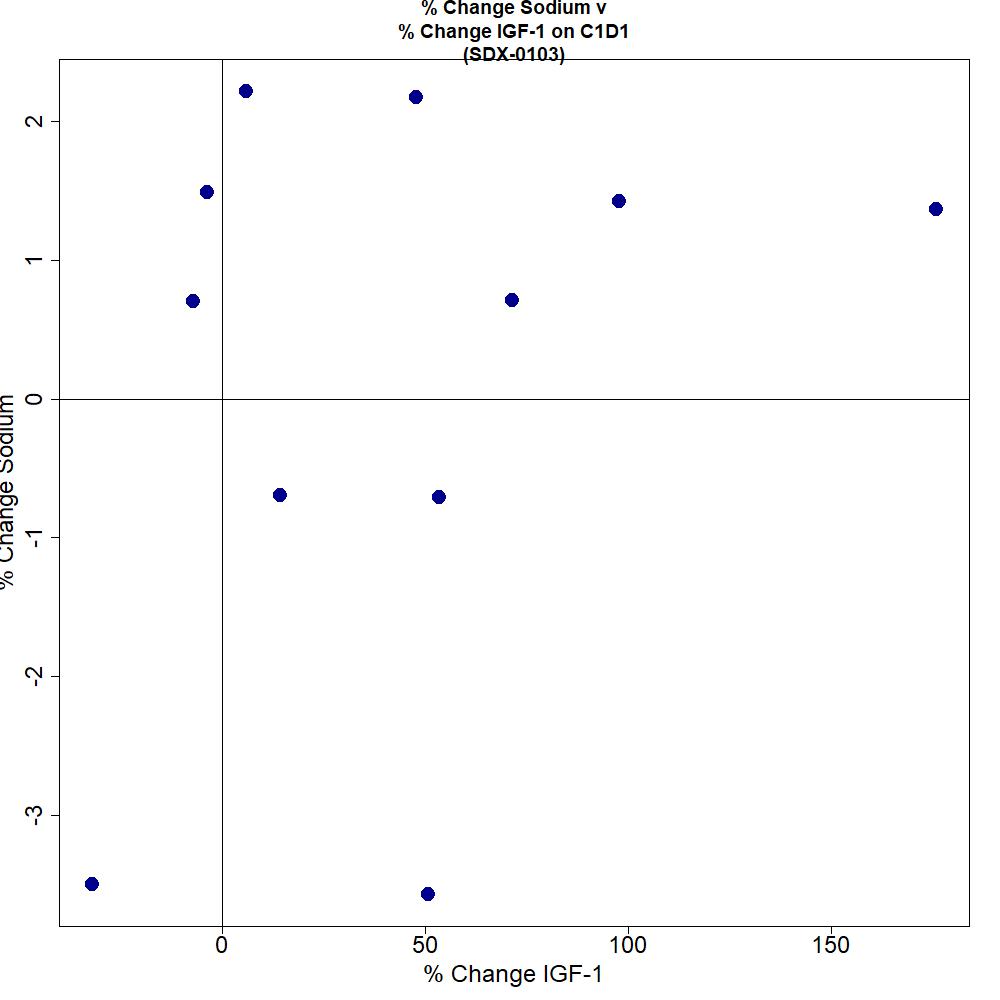 % Change Sodium v
% Change IGF-1 on C1D1
(SDX-0103)
2
1
0
-1
-2
-3
% Change Sodium
0 50 100 150
% Change IGF-1